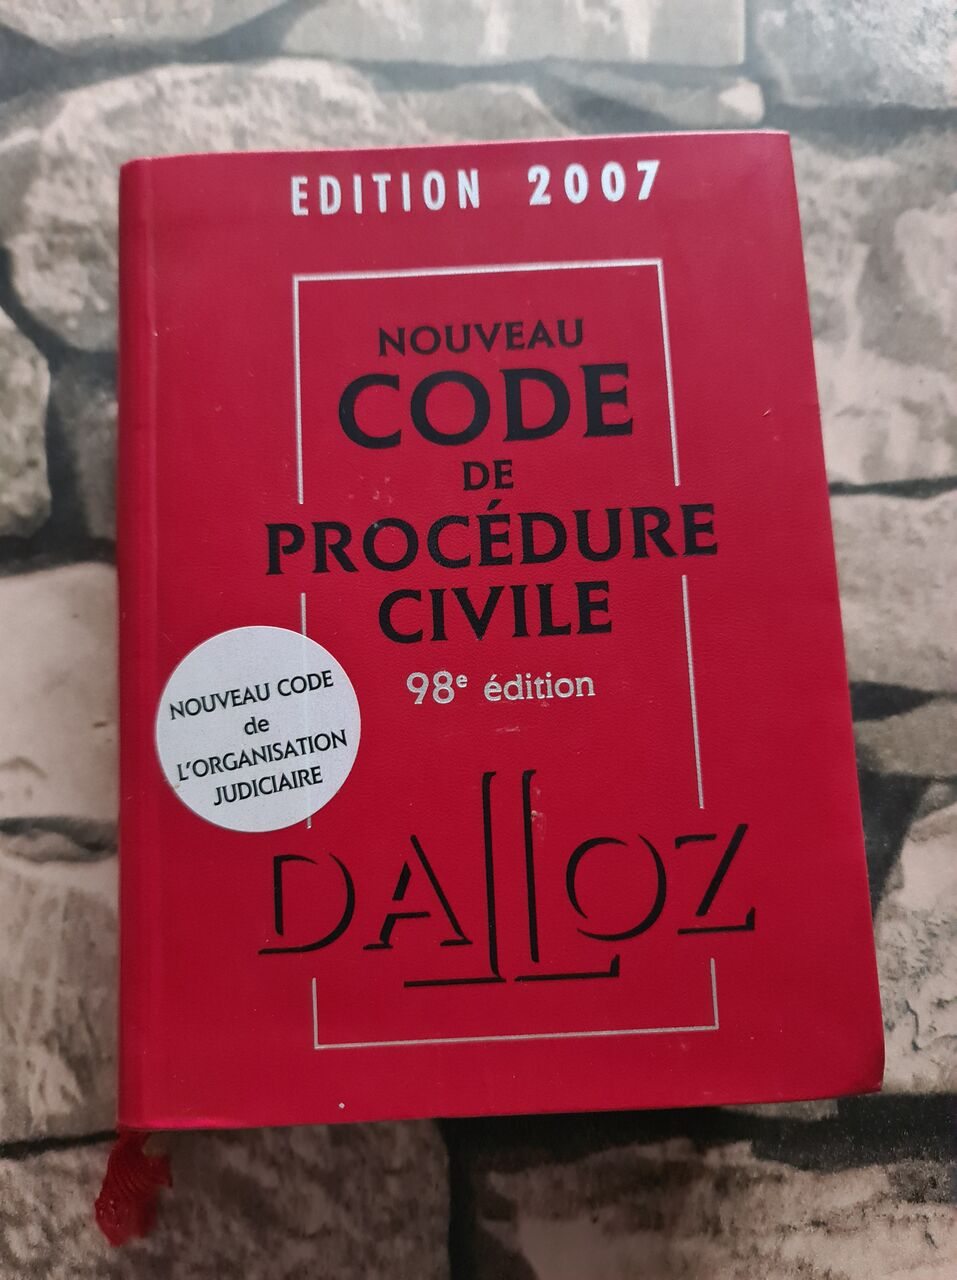 EDITION 2007
NOUVEAU
CODE
DE
PROCÉDURE
CIVILE
98e édition
NOUVEAU CODE
de
L'ORGANISATION
JUDICIAIRE
DALLOZ